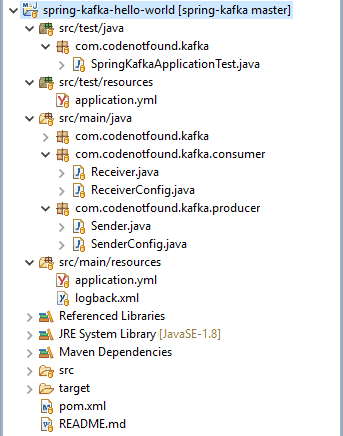 spring-kafka-hello-world [spring-kafka master]
src/test/java
com.codenotfound.kafka
SpringKafkaApplicationTest.java
src/test/resources
application.yml
src/main/java
com.codenotfound.kafka
com.codenotfound.kafka.consumer
Receiver.java
ReceiverConfig.java
com.codenotfound.kafka.producer
Sender.java
SenderConfig.java
src/main/resources
application.yml
logback.xml
Referenced Libraries
JRE System Library [JavaSE-1.8]
Maven Dependencies
src
target
pom.xml
README.md